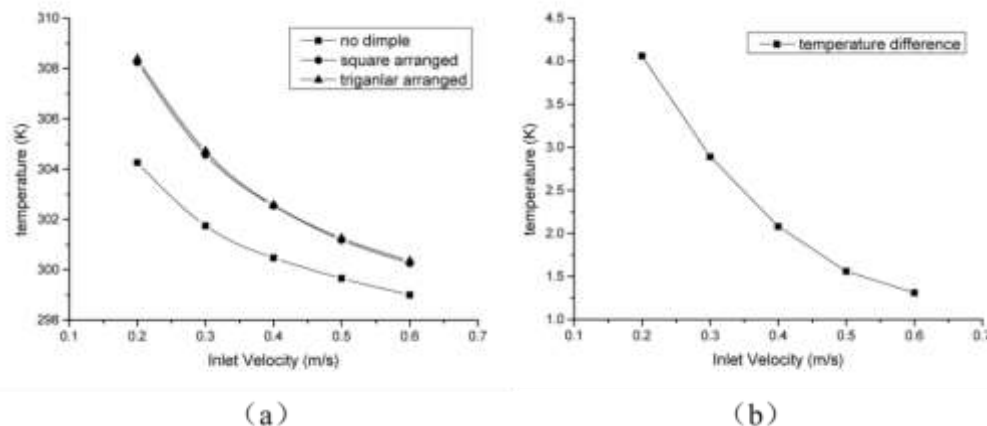 310
308
306
304
302
300
298
temperature (K)
no dimple
square arranged
triganlar arranged
0.1 0.2 0.3 0.4 0.5 0.6 0.7
Inlet Velocity (m/s)
(a)
4.5
4.0
3.5
3.0
2.5
2.0
1.5
1.0
temperature (K)
temperature difference
0.1 0.2 0.3 0.4 0.5 0.6 0.7
Inlet Velocity (m/s)
(b)